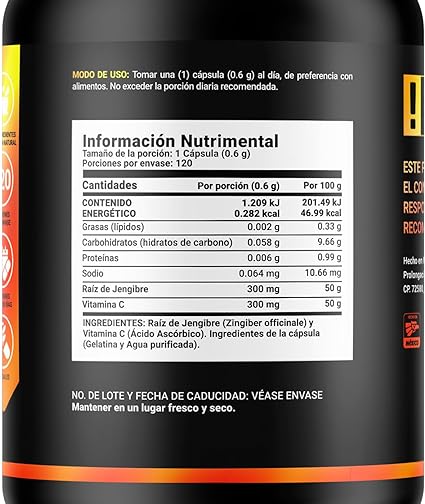 MODO DE USO: Tomar una (1) cápsula (0.6 g) al día, de preferencia con
alimentos. No exceder la porción diaria recomendada.
Información Nutrimental
Tamaño de la porción: 1 Cápsula (0.6 g)
Porciones por envase: 120
Cantidades Por porción (0.6 g) Por 100 g
CONTENIDO 1.209 kJ 201.49 kJ
ENERGÉTICO 0.282 kcal 46.99 kcal
Grasas (lípidos) 0.002 g 0.33 g
Carbohidratos (hidratos de carbono) 0.058 g 9.66 g
Proteínas 0.006 g 0.99 g
Sodio 0.064 mg 10.66 mg
Raíz de Jengibre 300 mg 50 g
Vitamina C 300 mg 50 g
INGREDIENTES: Raíz de Jengibre (Zingiber officinale) y
Vitamina C (Ácido Ascórbico). Ingredientes de la cápsula
(Gelatina y Agua purificada).
NO. DE LOTE Y FECHA DE CADUCIDAD: VÉASE ENVASE
Mantener en un lugar fresco y seco.
20
ESTE P
EL CON
RESPO
RECOM
Hecho en
CP. 72580,